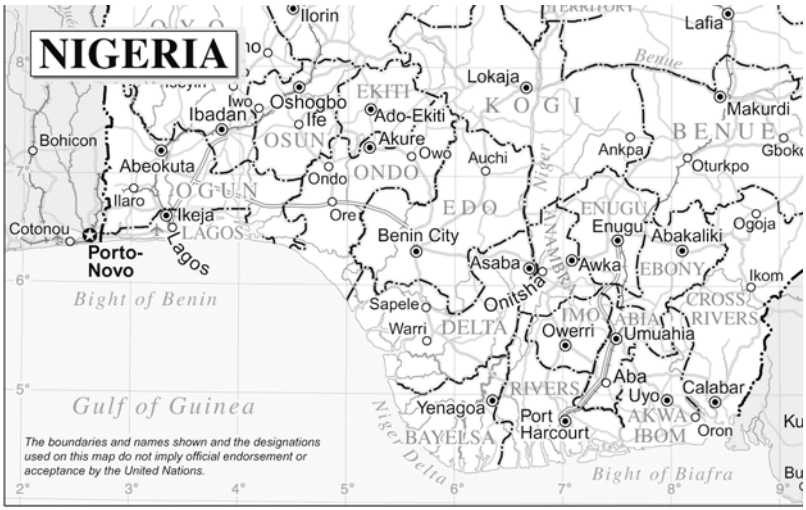 Ilorin
TERRITORY
Lafia
OYO
NIGERIA
8°
Benue
Lokaja
EKITI
KOGI
Iwo
Oshogbo
Ado-Ekiti
Makurdi
Ibadan
Ife
Bohicon
OSUN
Akure
BENUE
Abeokuta
Owo
Auchi
Niger
Ankpa
Gboko
7°
Ondo
ONDO
Oturkpo
OGUN
Ilaro
Ore
EDO
ENUGU
Ikeja
Enugu
Abakaliki
Ogoja
Cotonou
LAGOS
Benin City
ANAMBRA
Porto-
Novo
Lagos
Asaba
Onitsha
Awka
EBONY
Ikom
6°
Bight of Benin
Sapele
CROSS
RIVERS
Warri
DELTA
IMO
ABIA
Owerri
Umuahia
5°
RIVERS
Aba
Uyo
Calabar
Gulf of Guinea
Yenagoa
Port
Harcourt
AKWA
IBOM
Oron
Ku
BAYELSA
Niger Delta
The boundaries and names shown and the designations
used on this map do not imply official endorsement or
acceptance by the United Nations.
Bight of Biafra
Bu
2°
3°
4°
5°
6°
7°
8°
9°